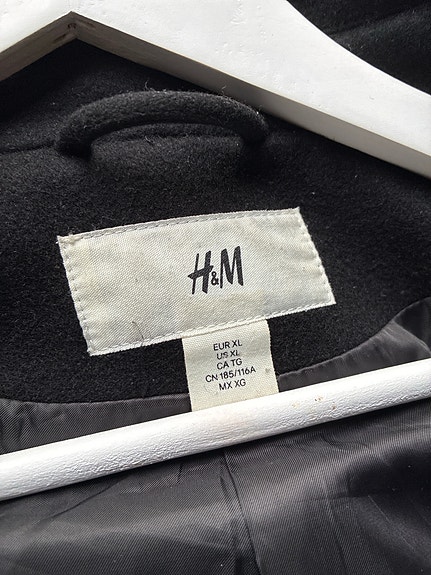 H&M
EUR XL
US XL
CA TG
CN 185/116A
MX XG